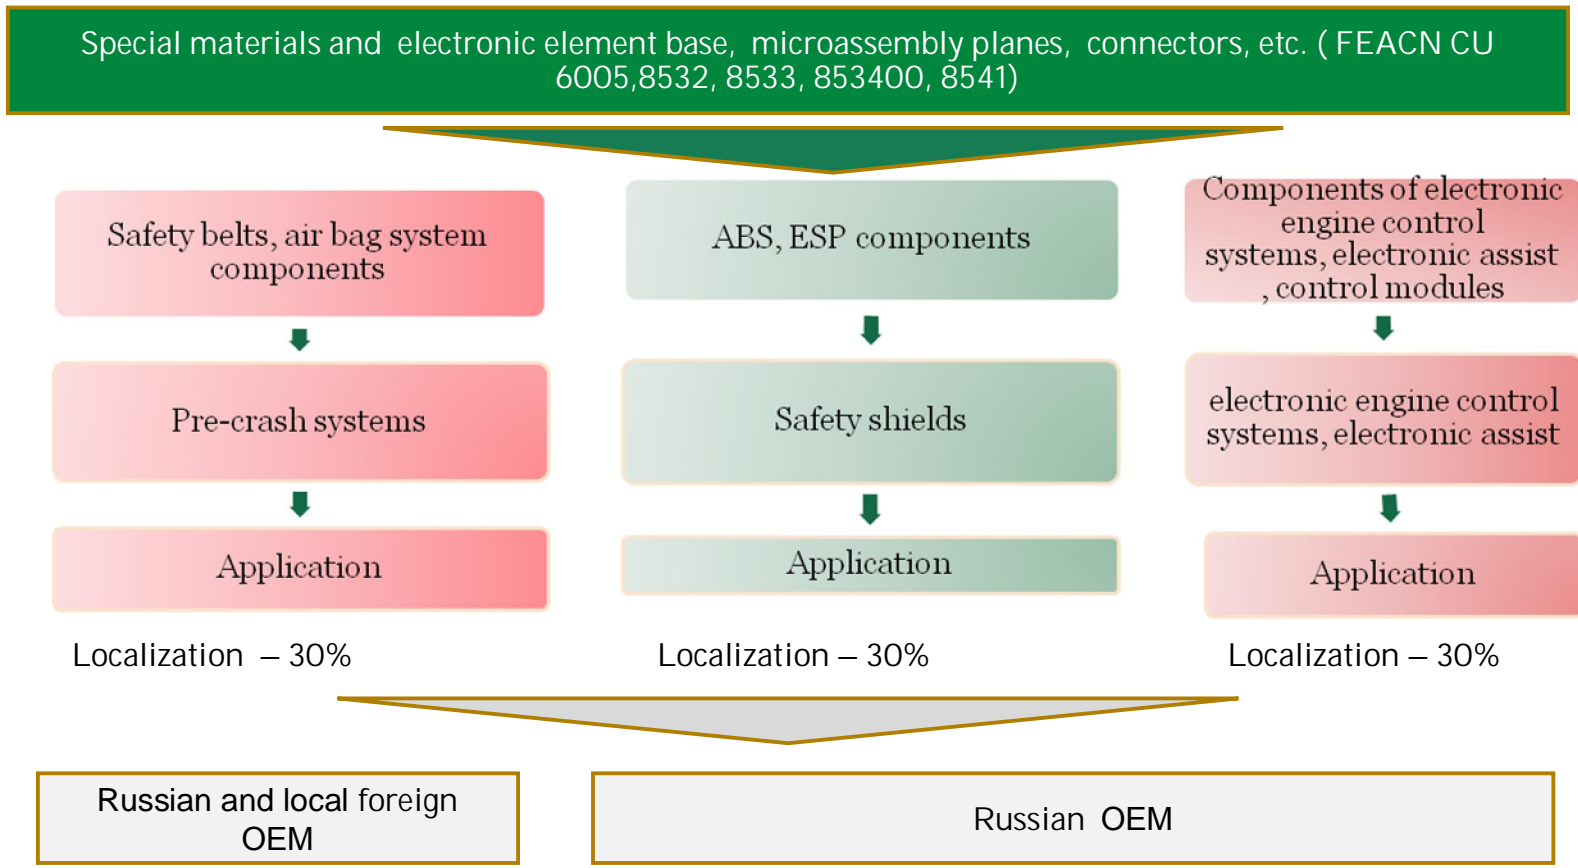 Special materials and electronic element base, microassembly planes, connectors, etc. ( FEACN CU
6005,8532, 8533, 853400, 8541)
Safety belts, air bag system
components
ABS, ESP components
Components of electronic
engine control
systems, electronic assist
, control modules
Pre-crash systems
Safety shields
electronic engine control
systems, electronic assist
Application
Application
Application
Localization – 30%
Localization – 30%
Localization – 30%
Russian and local foreign
OEM
Russian OEM